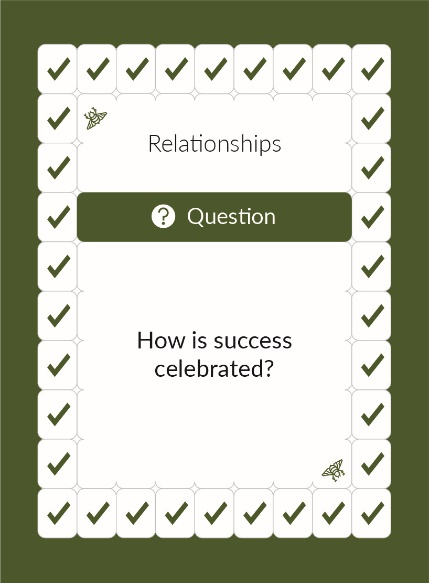 Relationships
? Question
How is success
celebrated?